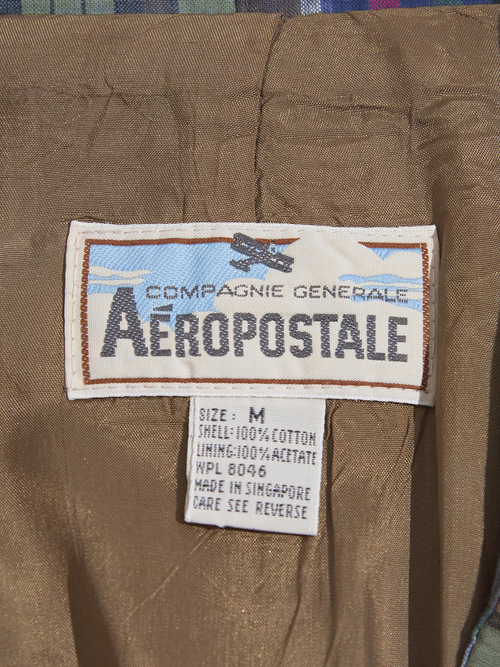 COMPAGNIE GENERALE
AÉROPOSTALE
SIZE: M
SHELL:100% COTTON
LINING:100% ACETATE
WPL 8046
MADE IN SINGAPORE
CARE SEE REVERSE